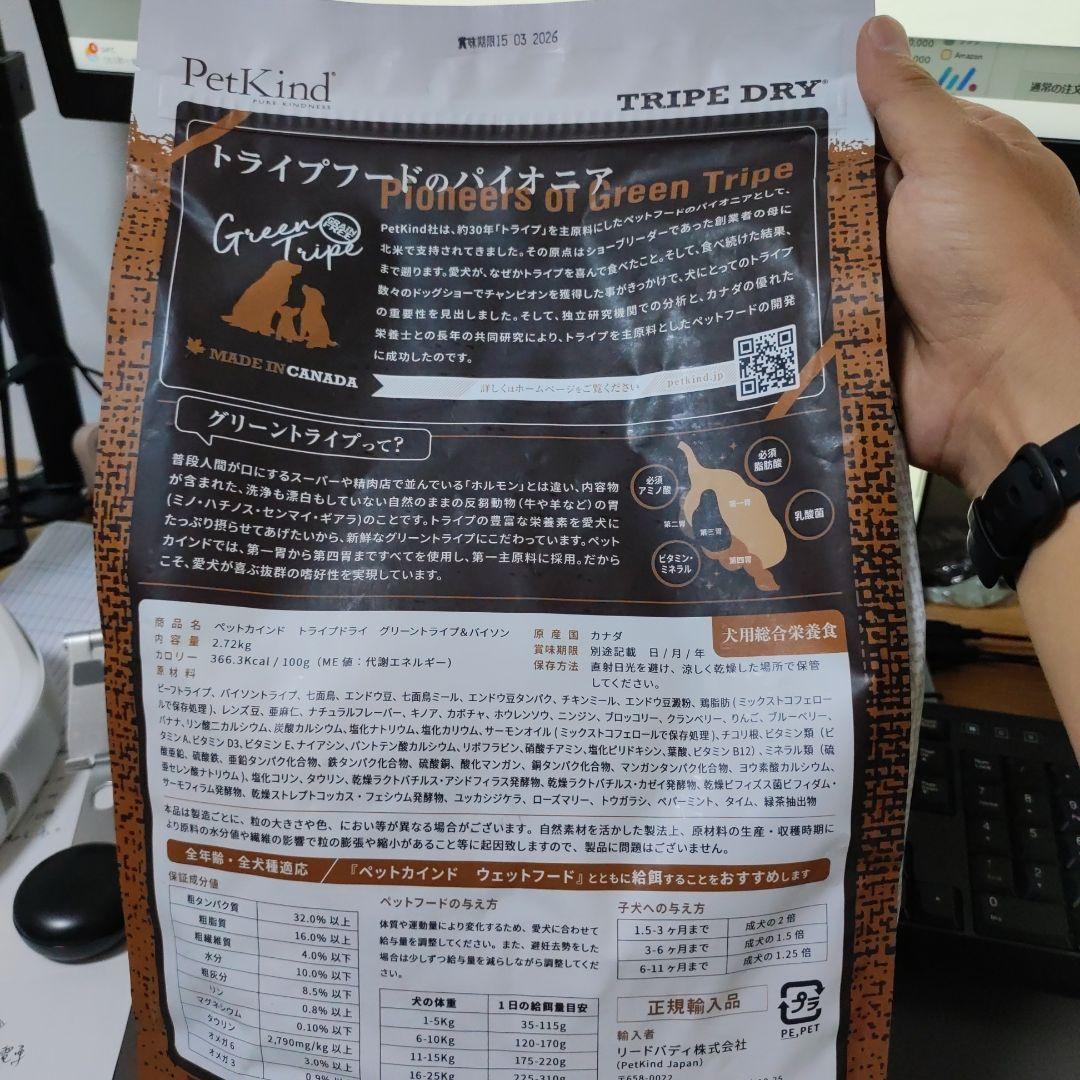 賞味期限15 03 2026
PetKind
PURE KINDNESS
TRIPE DRY
トライプフードのパイオニア
Pioneers of Green Tripe
Green Tripe
MADE IN CANADA
PetKind社は、約30年「トライプ」を主原料にしたペットフードのパイオニアとして、
北米で支持されてきました。その原点はショーブリーダーであった創業者の母に
まで遡ります。愛犬が、なぜかトライプを喜んで食べたこと。そして、食べ続けた結果、
数々のドッグショーでチャンピオンを獲得した事がきっかけで、犬にとってのトライプ
の重要性を見出しました。そして、独立研究機関での分析と、カナダの優れた
栄養士との長年の共同研究により、トライプを主原料としたペットフードの開発
に成功したのです。
詳しくはホームページをご覧ください
petkind.jp
グリーントライプって?
普段人間が口にするスーパーや精肉店で並んでいる「ホルモン」とは違い、内容物
が含まれた、洗浄も漂白もしていない自然のままの反芻動物(牛や羊など)の胃
(ミノ・ハチノス・センマイ・ギアラ)のことです。トライプの豊富な栄養素を愛犬に
たっぷり摂らせてあげたいから、新鮮なグリーントライプにこだわっています。ペット
カインドでは、第一胃から第四胃まですべてを使用し、第一主原料に採用。だから
こそ、愛犬が喜ぶ抜群の嗜好性を実現しています。
必須
アミノ酸
必須
脂肪酸
乳酸菌
ビタミン・
ミネラル
第一胃
第二胃
第三胃
第四胃
商品名 ペットカインド トライプドライ グリーントライプ&バイソン
内容量 2.72kg
カロリー 366.3Kcal / 100g (ME値:代謝エネルギー)
原産国 カナダ
賞味期限 別途記載 日/月/年
保存方法 直射日光を避け、涼しく乾燥した場所で保管
してください。
犬用総合栄養食
原材料
ビーフトライプ、バイソントライプ、七面鳥、エンドウ豆、七面鳥ミール、エンドウ豆タンパク、チキンミール、エンドウ豆澱粉、鶏脂肪(ミックストコフェロー
ルで保存処理)、レンズ豆、亜麻仁、ナチュラルフレーバー、キノア、カボチャ、ホウレンソウ、ニンジン、ブロッコリー、クランベリー、りんご、ブルーベリー、
バナナ、リン酸二カルシウム、炭酸カルシウム、塩化ナトリウム、塩化カリウム、サーモンオイル(ミックストコフェロールで保存処理)、チコリ根、ビタミン類(ビ
タミンA、ビタミンD3、ビタミンE、ナイアシン、パントテン酸カルシウム、リボフラビン、硝酸チアミン、塩化ピリドキシン、葉酸、ビタミンB12)、ミネラル類(硫
酸亜鉛、硫酸鉄、亜鉛タンパク化合物、鉄タンパク化合物、硫酸銅、酸化マンガン、銅タンパク化合物、マンガンタンパク化合物、ヨウ素酸カルシウム、
亜セレン酸ナトリウム)、塩化コリン、タウリン、乾燥ラクトバチルス・アシドフィラス発酵物、乾燥ラクトバチルス・カゼイ発酵物、乾燥ビフィズス菌ビフィダム・
サーモフィラム発酵物、乾燥ストレプトコッカス・フェシウム発酵物、ユッカシジゲラ、ローズマリー、トウガラシ、ペパーミント、タイム、緑茶抽出物
本品は製造ごとに、粒の大きさや色、におい等が異なる場合がございます。自然素材を活かした製法上、原材料の生産・収穫時期に
より原料の水分値や繊維の影響で粒の膨張や縮小があること等に起因致しますので、製品に問題はございません。
全年齢・全犬種適応
『ペットカインド ウェットフード』とともに給餌することをおすすめします
保証成分値
粗タンパク質 32.0% 以上
粗脂肪 16.0% 以上
粗繊維質 4.0% 以下
水分 10.0% 以下
粗灰分 8.5% 以下
リン 0.8% 以上
マグネシウム 0.10% 以下
タウリン 2,790mg/kg 以上
オメガ6 3.0% 以上
オメガ3
ペットフードの与え方
体質や運動量により変化するため、愛犬に合わせて
給与量を調整してください。また、避妊去勢をした
場合は少しずつ給与量を減らしながら調整してくだ
さい。
犬の体重 1日の給餌量目安
1-5Kg 35-115g
6-10Kg 120-170g
11-15Kg 175-220g
16-25Kg 225-310g
子犬への与え方
1.5-3ヶ月まで 成犬の2倍
3-6ヶ月まで 成犬の1.5倍
6-11ヶ月まで 成犬の1.25倍
正規輸入品
プラ
PE,PET
輸入者
リードバディ株式会社
(PetKind Japan)
〒658-0022
Amazon
通常の注文